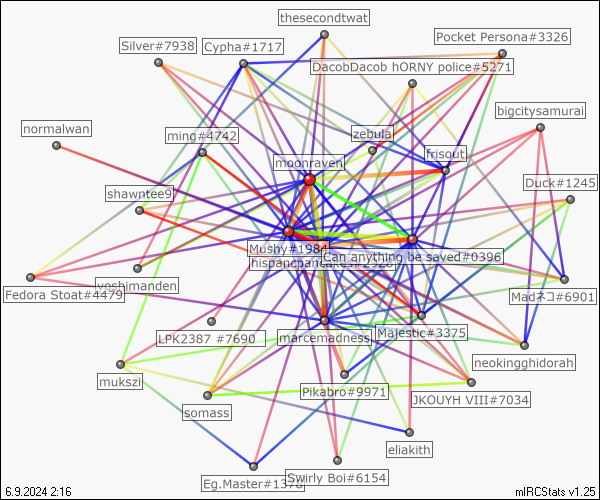 thesecondtwat
Silver#7938
Cypha#1717
Pocket Persona#3326
DacobDacob hORNY police#5271
bigcitysamurai
normalwan
ming#4742
zebula
moonraven
frisout
shawntee9
Duck#1245
Mushy#1984
Can anything be saved#0396
hispancpancakes#2528
Fedora Stoat#4479
yoshimanden
Madネコ#6901
LPK2387 #7690
marcemadness
Majestic#3375
neokingghidorah
mukszi
Pikabro#9971
JKOUYH VIII#7034
somass
eliakith
Eg.Master#1378
Swirly Boi#6154
6.9.2024 2:16
mIRCStats v1.25